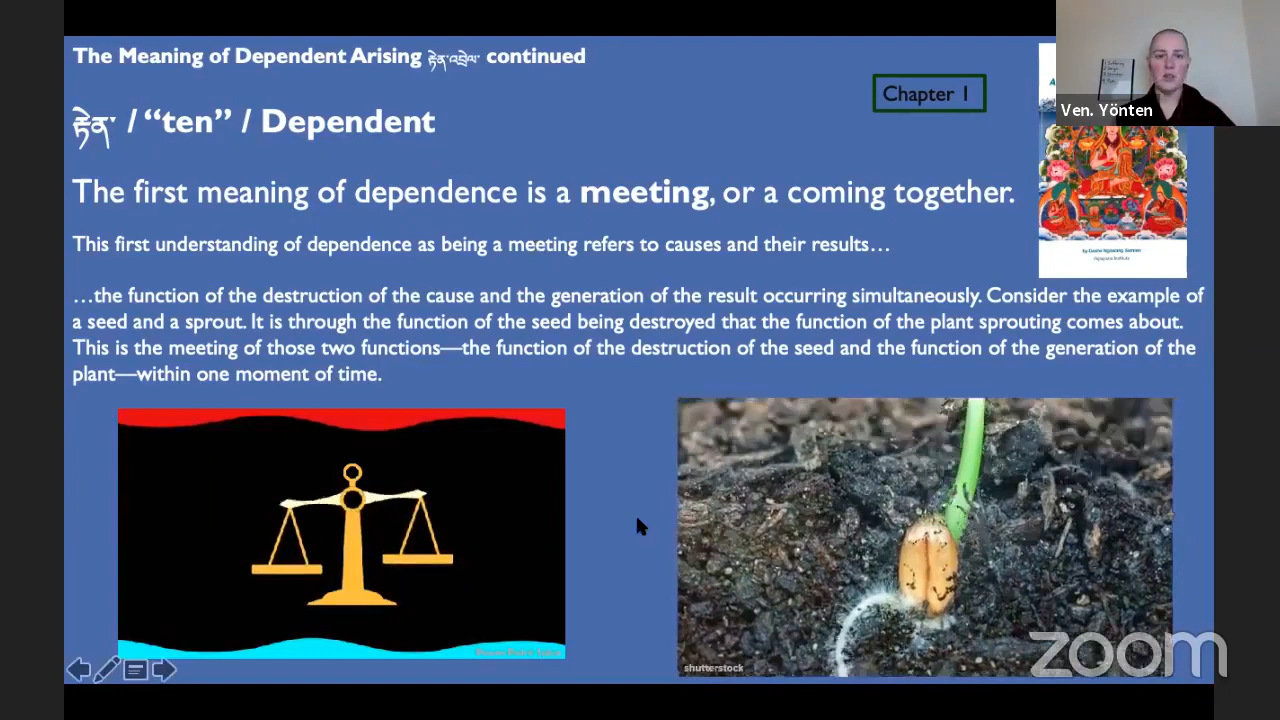 The Meaning of Dependent Arising རྟེན་འབྲེལ་ continued
Chapter 1
Ven. Yönten
རྟེན་ / “ten” / Dependent
The first meaning of dependence is a meeting, or a coming together.
This first understanding of dependence as being a meeting refers to causes and their results…
…the function of the destruction of the cause and the generation of the result occurring simultaneously. Consider the example of
a seed and a sprout. It is through the function of the seed being destroyed that the function of the plant sprouting comes about.
This is the meeting of those two functions—the function of the destruction of the seed and the function of the generation of the
plant—within one moment of time.
shutterstock
zoom